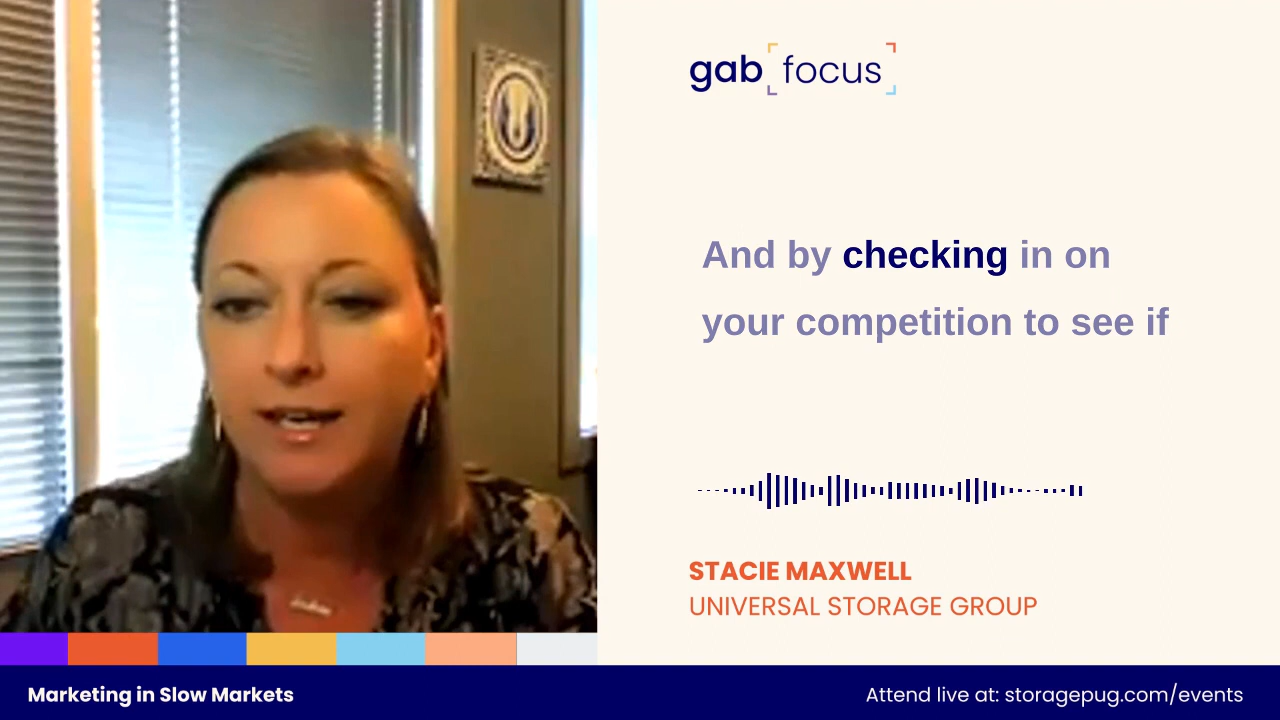 gab focus
And by checking in on
your competition to see if
STACIE MAXWELL
UNIVERSAL STORAGE GROUP
Marketing in Slow Markets
Attend live at: storagepug.com/events